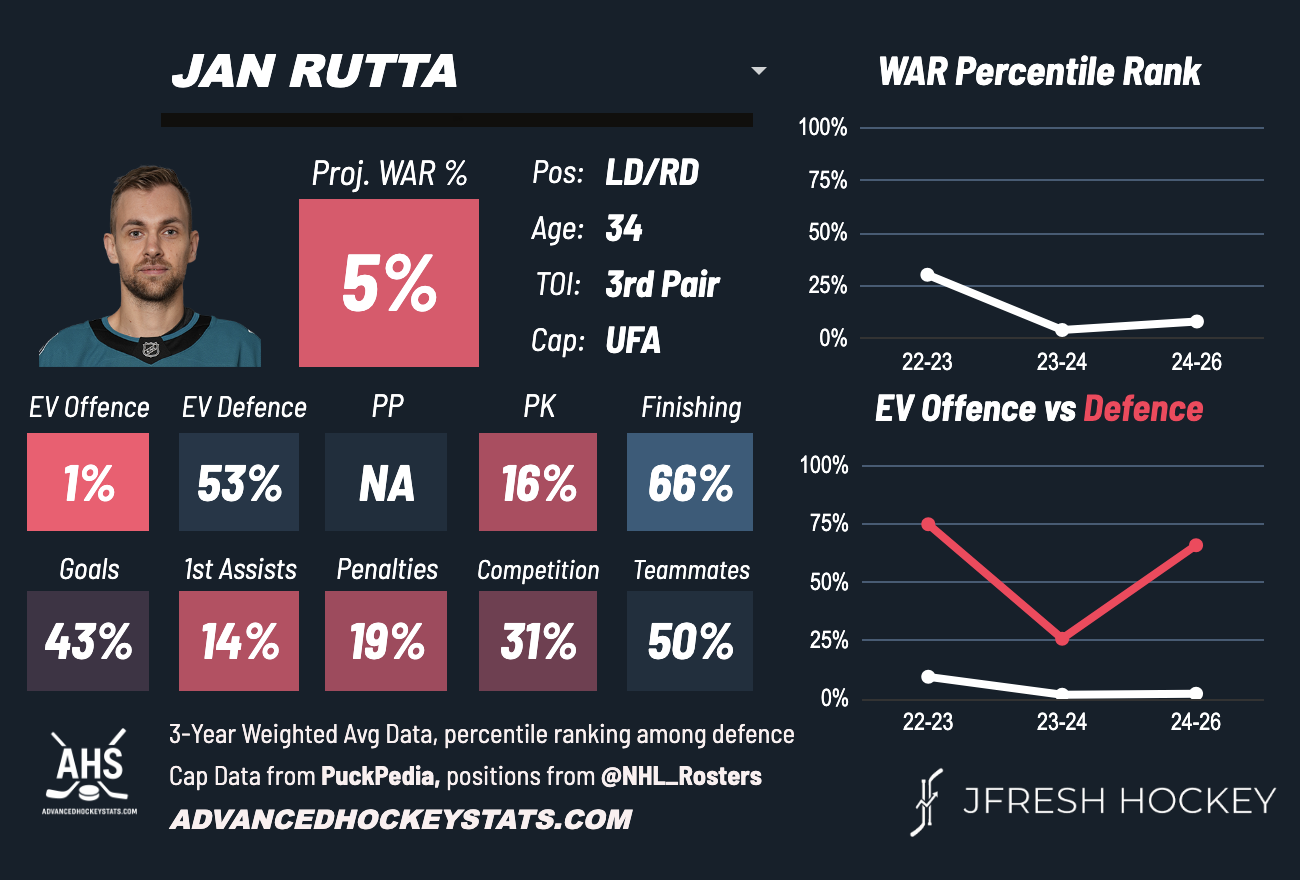 JAN RUTTA
Proj. WAR %
5%
Pos: LD/RD
Age: 34
TOI: 3rd Pair
Cap: UFA
EV Offence EV Defence PP PK Finishing
1% 53% NA 16% 66%
Goals 1st Assists Penalties Competition Teammates
43% 14% 19% 31% 50%
AHS
ADVANCEDHOCKEYSTATS.COM
3-Year Weighted Avg Data, percentile ranking among defence
Cap Data from PuckPedia, positions from @NHL_Rosters
ADVANCEDHOCKEYSTATS.COM
WAR Percentile Rank
100%
75%
50%
25%
0%
22-23 23-24 24-26
EV Offence vs Defence
100%
75%
50%
25%
0%
22-23 23-24 24-26
JFRESH HOCKEY